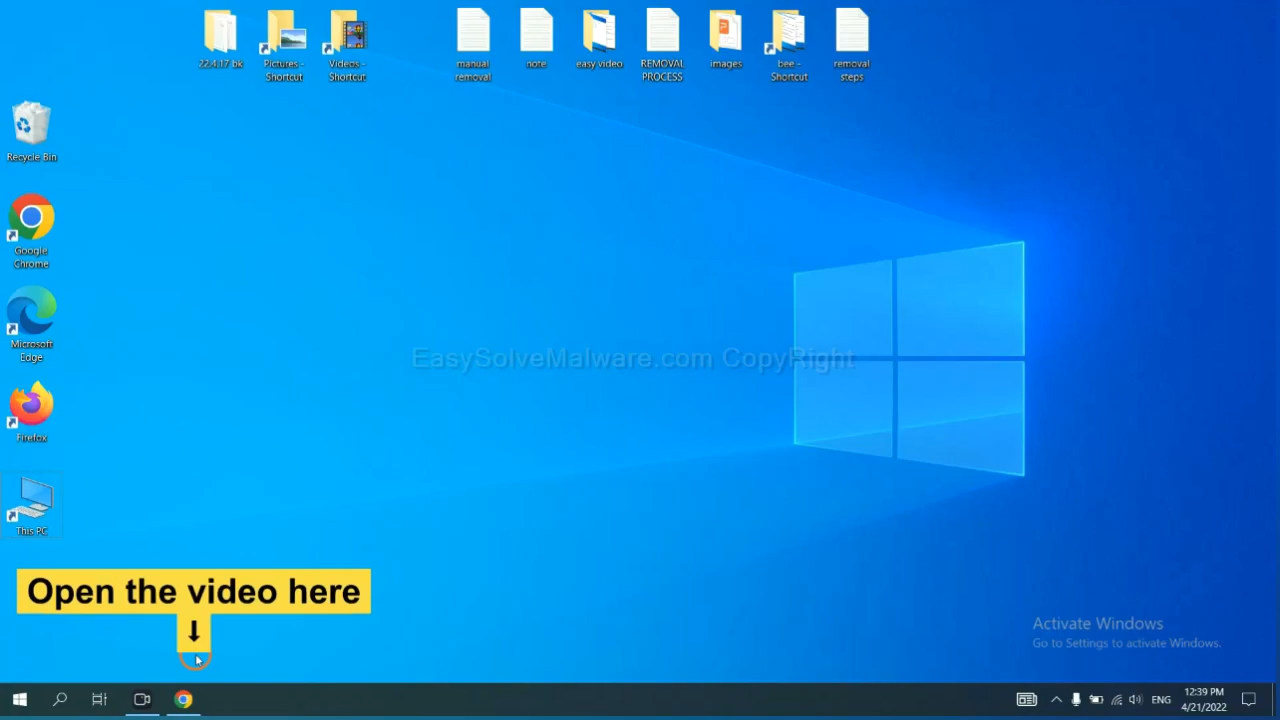 22.4.17 bk
Pictures -
Shortcut
Videos -
Shortcut
manual
removal
note
easy video
REMOVAL
PROCESS
images
bee -
Shortcut
removal
steps
Recycle Bin
Google
Chrome
Microsoft
Edge
Firefox
This PC
EasySolveMalware.com CopyRight
Open the video here
Activate Windows
Go to Settings to activate Windows.
ENG
12:39 PM
4/21/2022